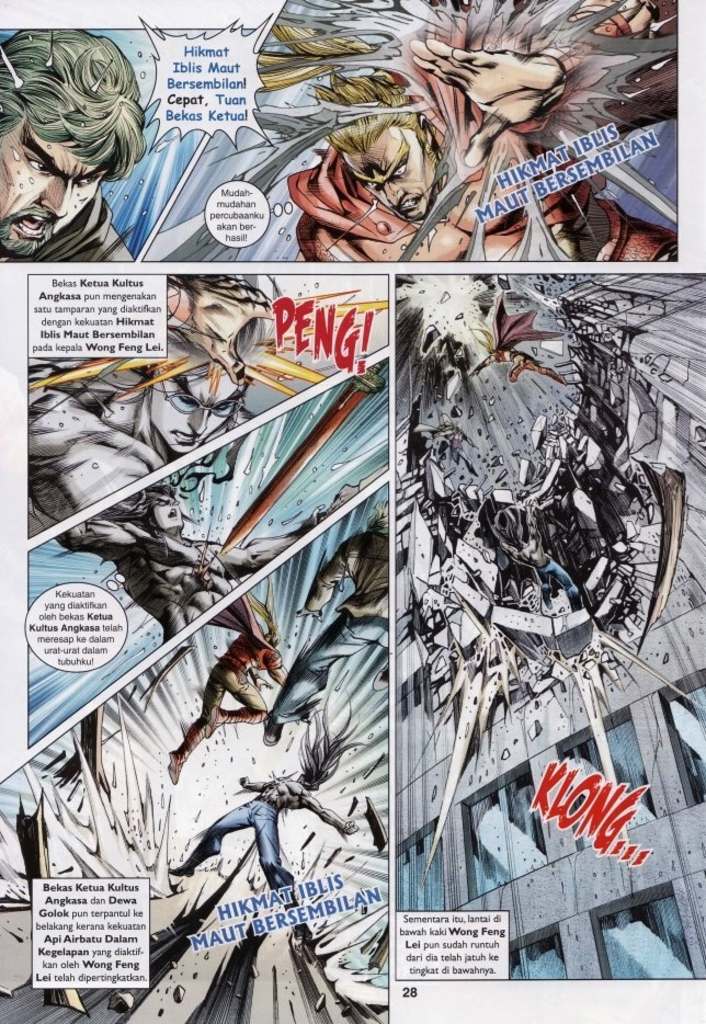 Hikmat
Iblis Maut
Bersembilan!
Cepat, Tuan
Bekas Ketua!
Mudah-
mudahan
percubaanku
akan ber-
hasil!
HIKMAT IBLIS
MAUT BERSEMBILAN
Bekas Ketua Kultus
Angkasa pun mengenakan
satu tamparan yang diaktifkan
dengan kekuatan Hikmat
Iblis Maut Bersembilan
pada kepala Wong Feng Lei.
PENG!
Kekuatan
yang diaktifkan
oleh bekas Ketua
Kultus Angkasa telah
meresap ke dalam
urat-urat dalam
tubuhku!
HIKMAT IBLIS
MAUT BERSEMBILAN
Bekas Ketua Kultus
Angkasa dan Dewa
Golok pun terpantul ke
belakang kerana kekuatan
Api Airbatu Dalam
Kegelapan yang diaktif-
kan oleh Wong Feng
Lei telah dipertingkatkan.
KLONG...
Sementara itu, lantai di
bawah kaki Wong Feng
Lei pun sudah runtuh
dari dia telah jatuh ke
tingkat di bawahnya.
28